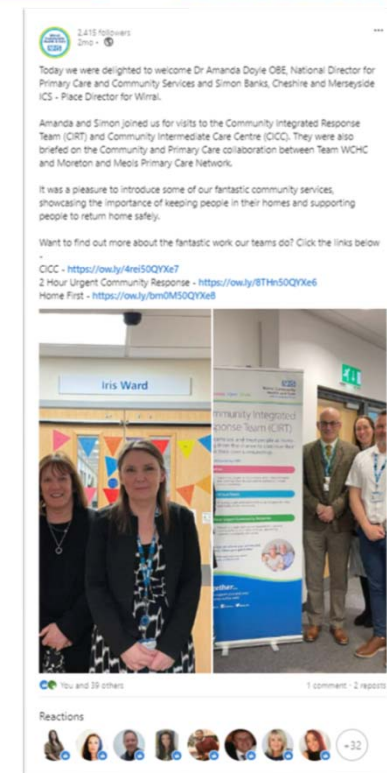 2,415 followers
2mo •
Today we were delighted to welcome Dr Amanda Doyle OBE, National Director for
Primary Care and Community Services and Simon Banks, Cheshire and Merseyside
ICS - Place Director for Wirral.
Amanda and Simon joined us for visits to the Community Integrated Response
Team (CIRT) and Community Intermediate Care Centre (CICC). They were also
briefed on the Community and Primary Care collaboration between Team WCHC
and Moreton and Meols Primary Care Network.
It was a pleasure to introduce some of our fantastic community services,
showcasing the importance of keeping people in their homes and supporting
people to return home safely.
Want to find out more about the fantastic work our teams do? Click the links below
-
CICC - https://ow.ly/4rei50QYXe7
2 Hour Urgent Community Response - https://ow.ly/8THn50QYXe6
Home First - https://ow.ly/bm0M50QYXe8
Iris Ward
mmunity Integrated
ponse Team (CIRT)
You and 39 others
1 comment · 2 reposts
Reactions
+32